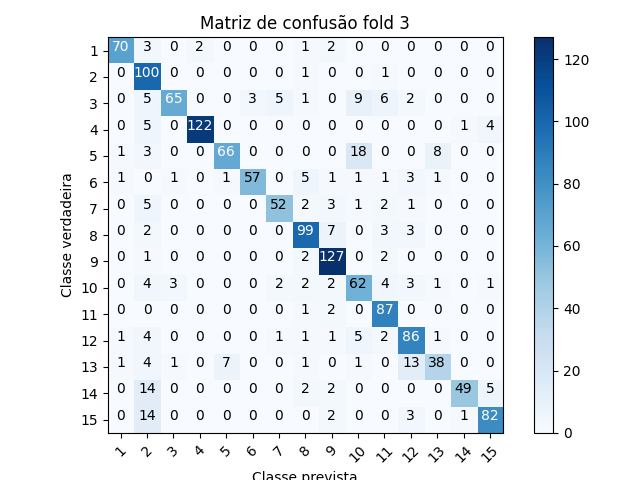 Matriz de confusão fold 3
1 70 3 0 2 0 0 0 1 2 0 0 0 0 0 0
2 0 100 0 0 0 0 0 1 0 0 1 0 0 0 0
3 0 5 65 0 0 3 5 1 0 9 6 2 0 0 0
4 0 5 0 122 0 0 0 0 0 0 0 0 0 1 4
5 1 3 0 0 66 0 0 0 0 18 0 0 8 0 0
6 1 0 1 0 1 57 0 5 1 1 1 3 1 0 0
7 0 5 0 0 0 0 52 2 3 1 2 1 0 0 0
8 0 2 0 0 0 0 0 99 7 0 3 3 0 0 0
9 0 1 0 0 0 0 0 2 127 0 2 0 0 0 0
10 0 4 3 0 0 0 2 2 2 62 4 3 1 0 1
11 0 0 0 0 0 0 0 1 2 0 87 0 0 0 0
12 1 4 0 0 0 0 1 1 1 5 2 86 1 0 0
13 1 4 1 0 7 0 0 1 0 1 0 13 38 0 0
14 0 14 0 0 0 0 0 2 2 0 0 0 0 49 5
15 0 14 0 0 0 0 0 0 2 0 0 3 0 1 82
1 2 3 4 5 6 7 8 9 10 11 12 13 14 15
Classe prevista
Classe verdadeira
120
100
80
60
40
20
0